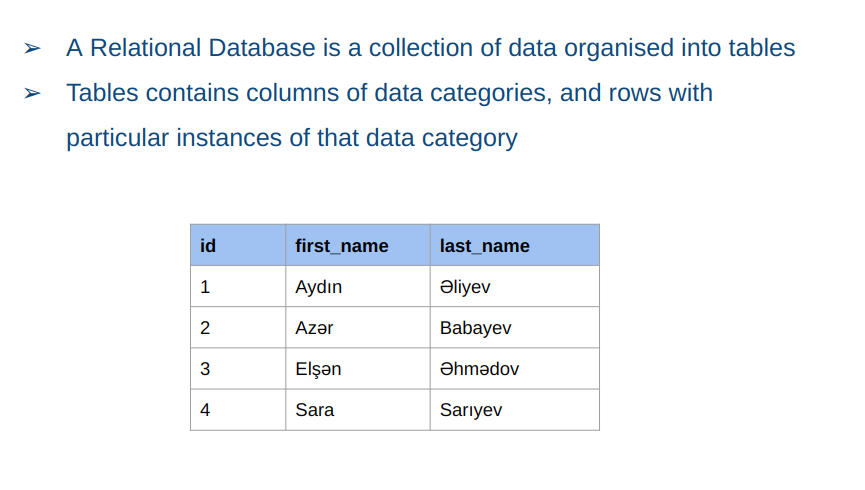 ➢ A Relational Database is a collection of data organised into tables
➢ Tables contains columns of data categories, and rows with
particular instances of that data category
id first_name last_name
1 Aydın Əliyev
2 Azər Babayev
3 Elşən Əhmədov
4 Sara Sarıyev